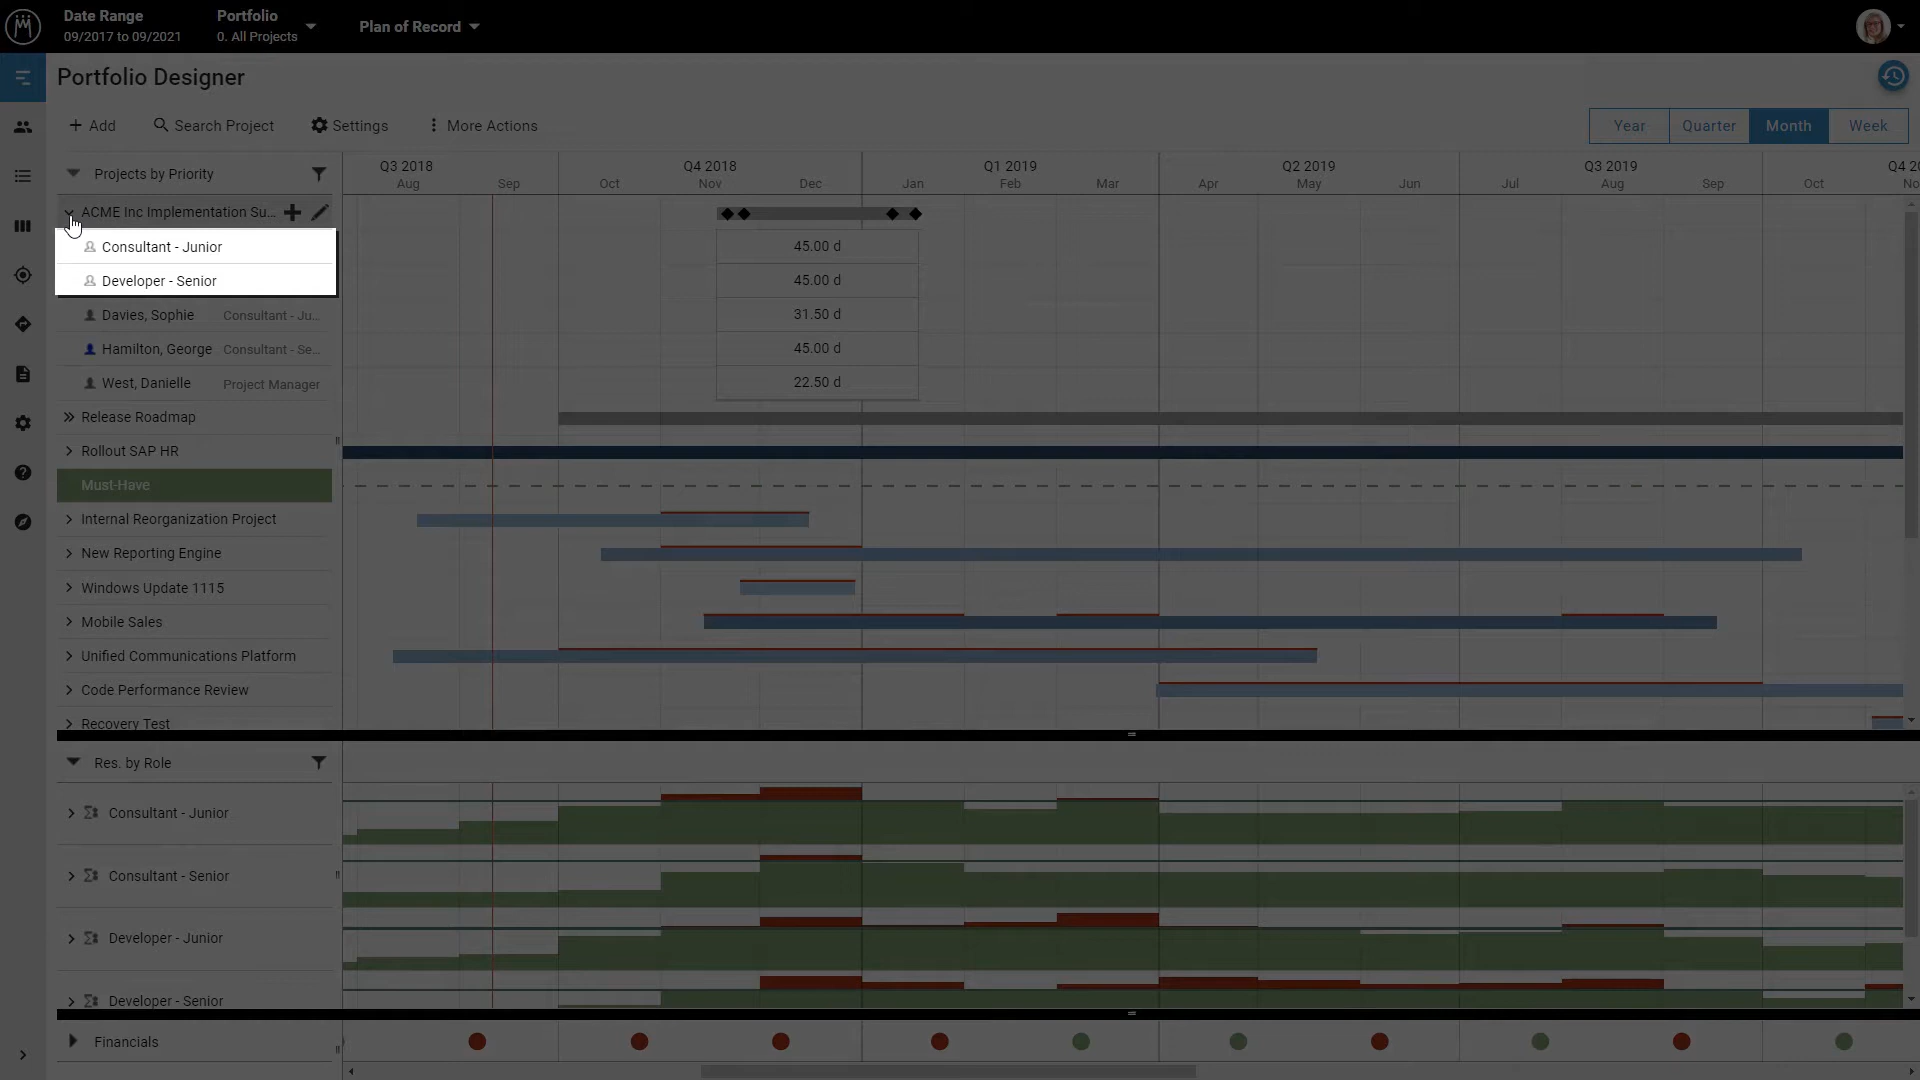 Date Range
09/2017 to 09/2021
Portfolio
0. All Projects
Plan of Record
Portfolio Designer
Add
Search Project
Settings
More Actions
Year
Quarter
Month
Week
Projects by Priority
Q3 2018
Q4 2018
Q1 2019
Q2 2019
Q3 2019
Q4 20
Aug
Sep
Oct
Nov
Dec
Jan
Feb
Mar
Apr
May
Jun
Jul
Aug
Sep
Oct
No
ACME Inc Implementation Su...
Consultant - Junior
45.00 d
Developer - Senior
45.00 d
Davies, Sophie
Consultant - Ju...
31.50 d
Hamilton, George
Consultant - Se...
45.00 d
West, Danielle
Project Manager
22.50 d
Release Roadmap
Rollout SAP HR
Must-Have
Internal Reorganization Project
New Reporting Engine
Windows Update 1115
Mobile Sales
Unified Communications Platform
Code Performance Review
Recovery Test
Res. by Role
Consultant - Junior
Consultant - Senior
Developer - Junior
Developer - Senior
Financials